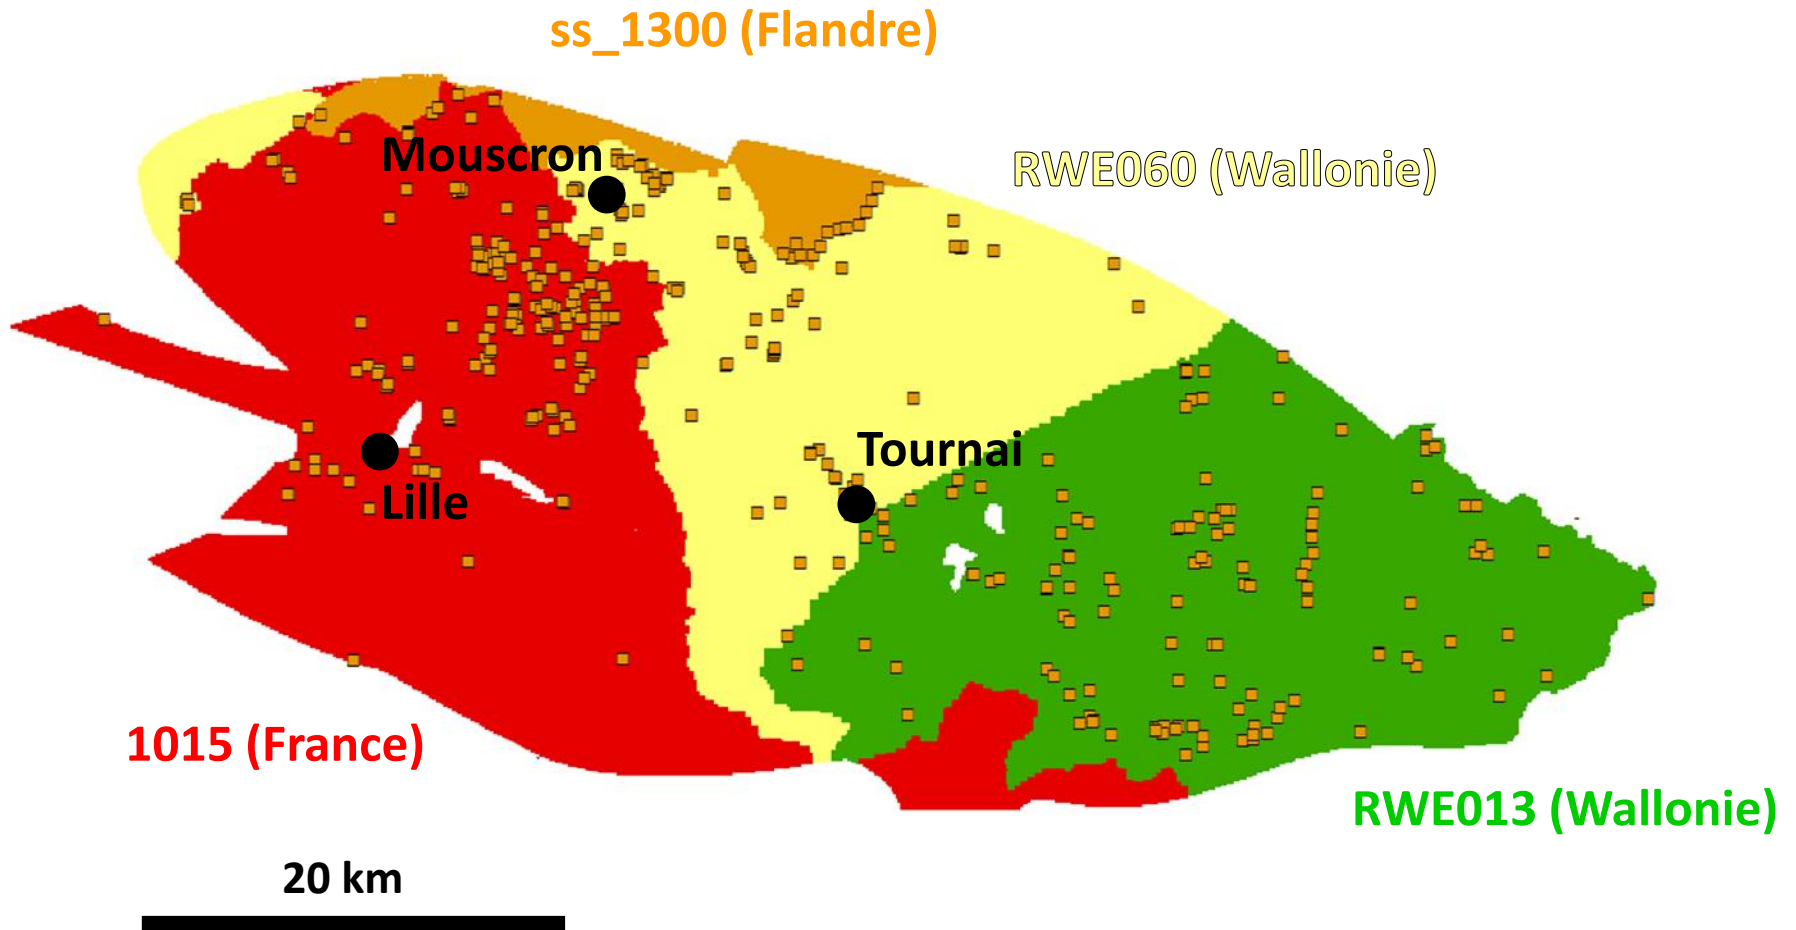 ss_1300 (Flandre)
Mouscron
RWE060 (Wallonie)
Tournai
Lille
1015 (France)
RWE013 (Wallonie)
20 km